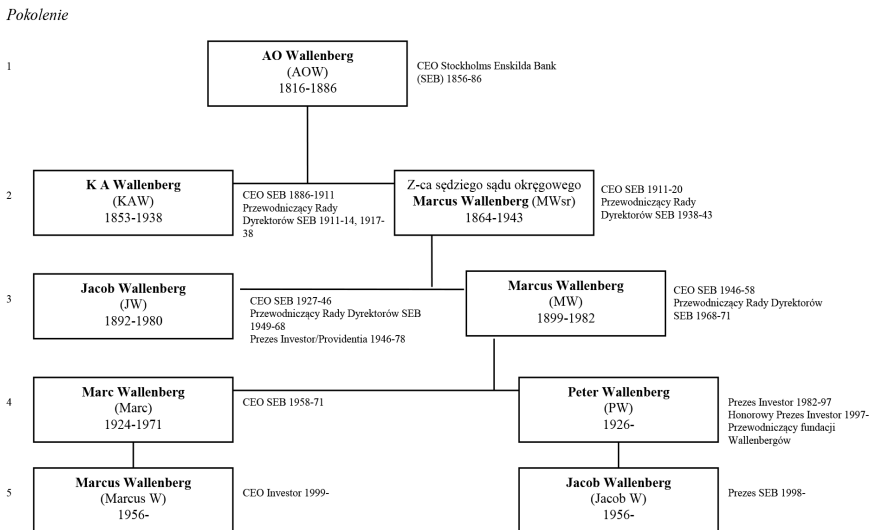 Pokolenie
1
AO Wallenberg
(AOW)
1816-1886
CEO Stockholms Enskilda Bank
(SEB) 1856-86
2
K A Wallenberg
(KAW)
1853-1938
CEO SEB 1886-1911
Przewodniczący Rady
Dyrektorów SEB 1911-14, 1917-
38
Z-ca sędziego sądu okręgowego
Marcus Wallenberg (MWsr)
1864-1943
CEO SEB 1911-20
Przewodniczący Rady
Dyrektorów SEB 1938-43
3
Jacob Wallenberg
(JW)
1892-1980
CEO SEB 1927-46
Przewodniczący Rady Dyrektorów SEB
1949-68
Prezes Investor/Providentia 1946-78
Marcus Wallenberg
(MW)
1899-1982
CEO SEB 1946-58
Przewodniczący Rady Dyrektorów
SEB 1968-71
4
Marc Wallenberg
(Marc)
1924-1971
CEO SEB 1958-71
Peter Wallenberg
(PW)
1926-
Prezes Investor 1982-97
Honorowy Prezes Investor 1997-
Przewodniczący fundacji
Wallenbergów
5
Marcus Wallenberg
(Marcus W)
1956-
CEO Investor 1999-
Jacob Wallenberg
(Jacob W)
1956-
Prezes SEB 1998-